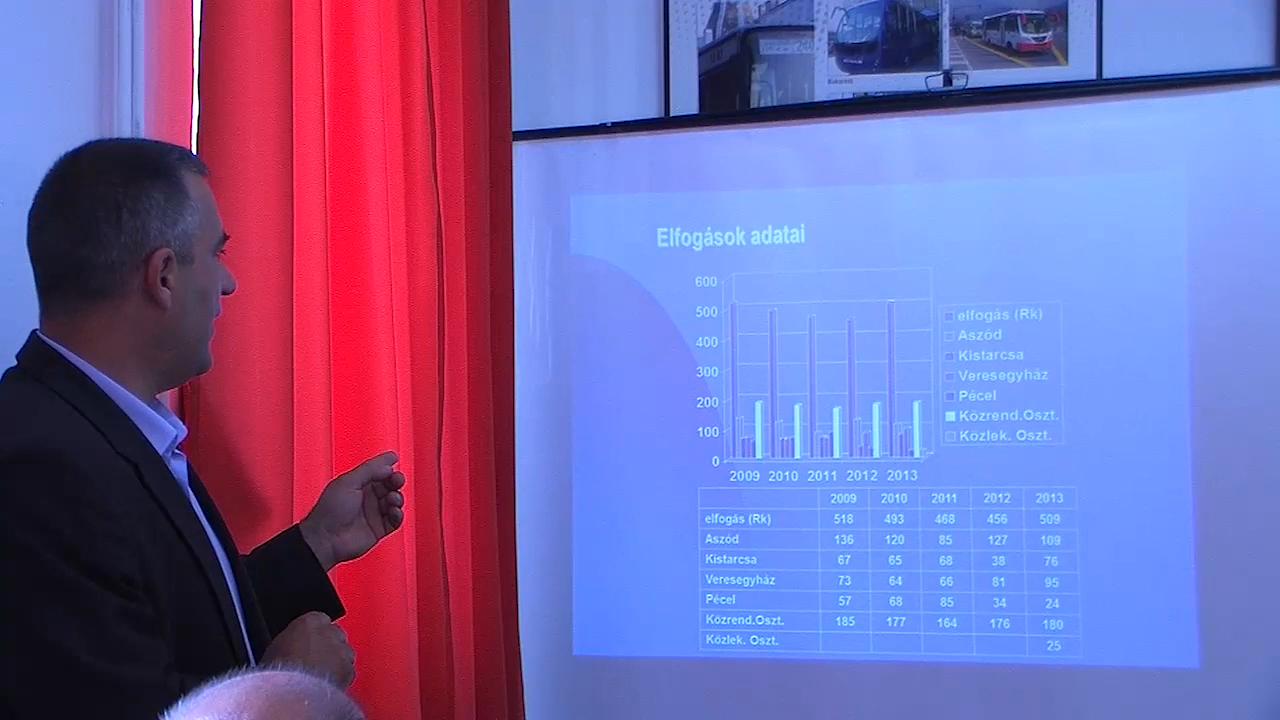 Elfogások adatai
600
500
400
300
200
100
0
2009 2010 2011 2012 2013
elfogás (Rk)
Aszód
Kistarcsa
Veresegyház
Pécel
Közrend.Oszt.
Közlek. Oszt.
2009 2010 2011 2012 2013
elfogás (Rk) 518 493 468 456 509
Aszód 136 120 85 127 109
Kistarcsa 67 65 68 38 76
Veresegyház 73 64 66 81 95
Pécel 57 68 85 34 24
Közrend.Oszt. 185 177 164 176 180
Közlek. Oszt. 25